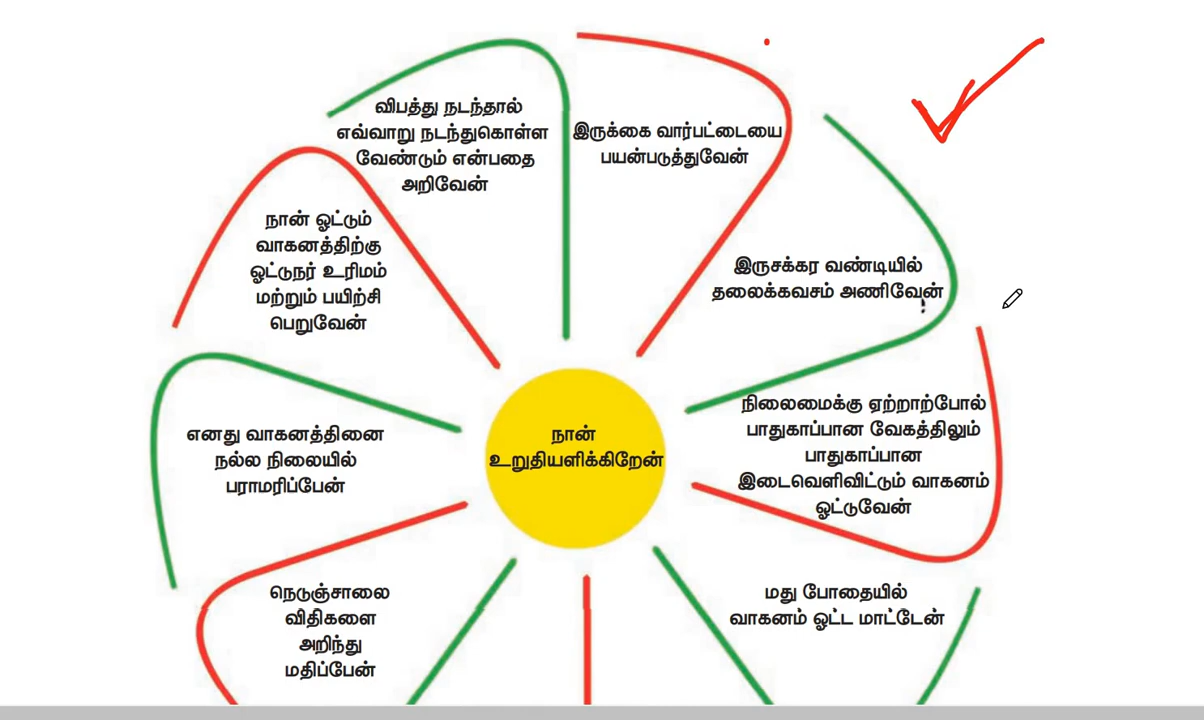 விபத்து நடந்தால்
எவ்வாறு நடந்துகொள்ள
வேண்டும் என்பதை
அறிவேன்
இருக்கை வார்பட்டையை
பயன்படுத்துவேன்
இருசக்கர வண்டியில்
தலைக்கவசம் அணிவேன்
நிலைமைக்கு ஏற்றாற்போல்
பாதுகாப்பான வேகத்திலும்
பாதுகாப்பான
இடைவெளிவிட்டும் வாகனம்
ஓட்டுவேன்
மது போதையில்
வாகனம் ஓட்ட மாட்டேன்
நெடுஞ்சாலை
விதிகளை
அறிந்து
மதிப்பேன்
எனது வாகனத்தினை
நல்ல நிலையில்
பராமரிப்பேன்
நான் ஓட்டும்
வாகனத்திற்கு
ஓட்டுநர் உரிமம்
மற்றும் பயிற்சி
பெறுவேன்
நான்
உறுதியளிக்கிறேன்